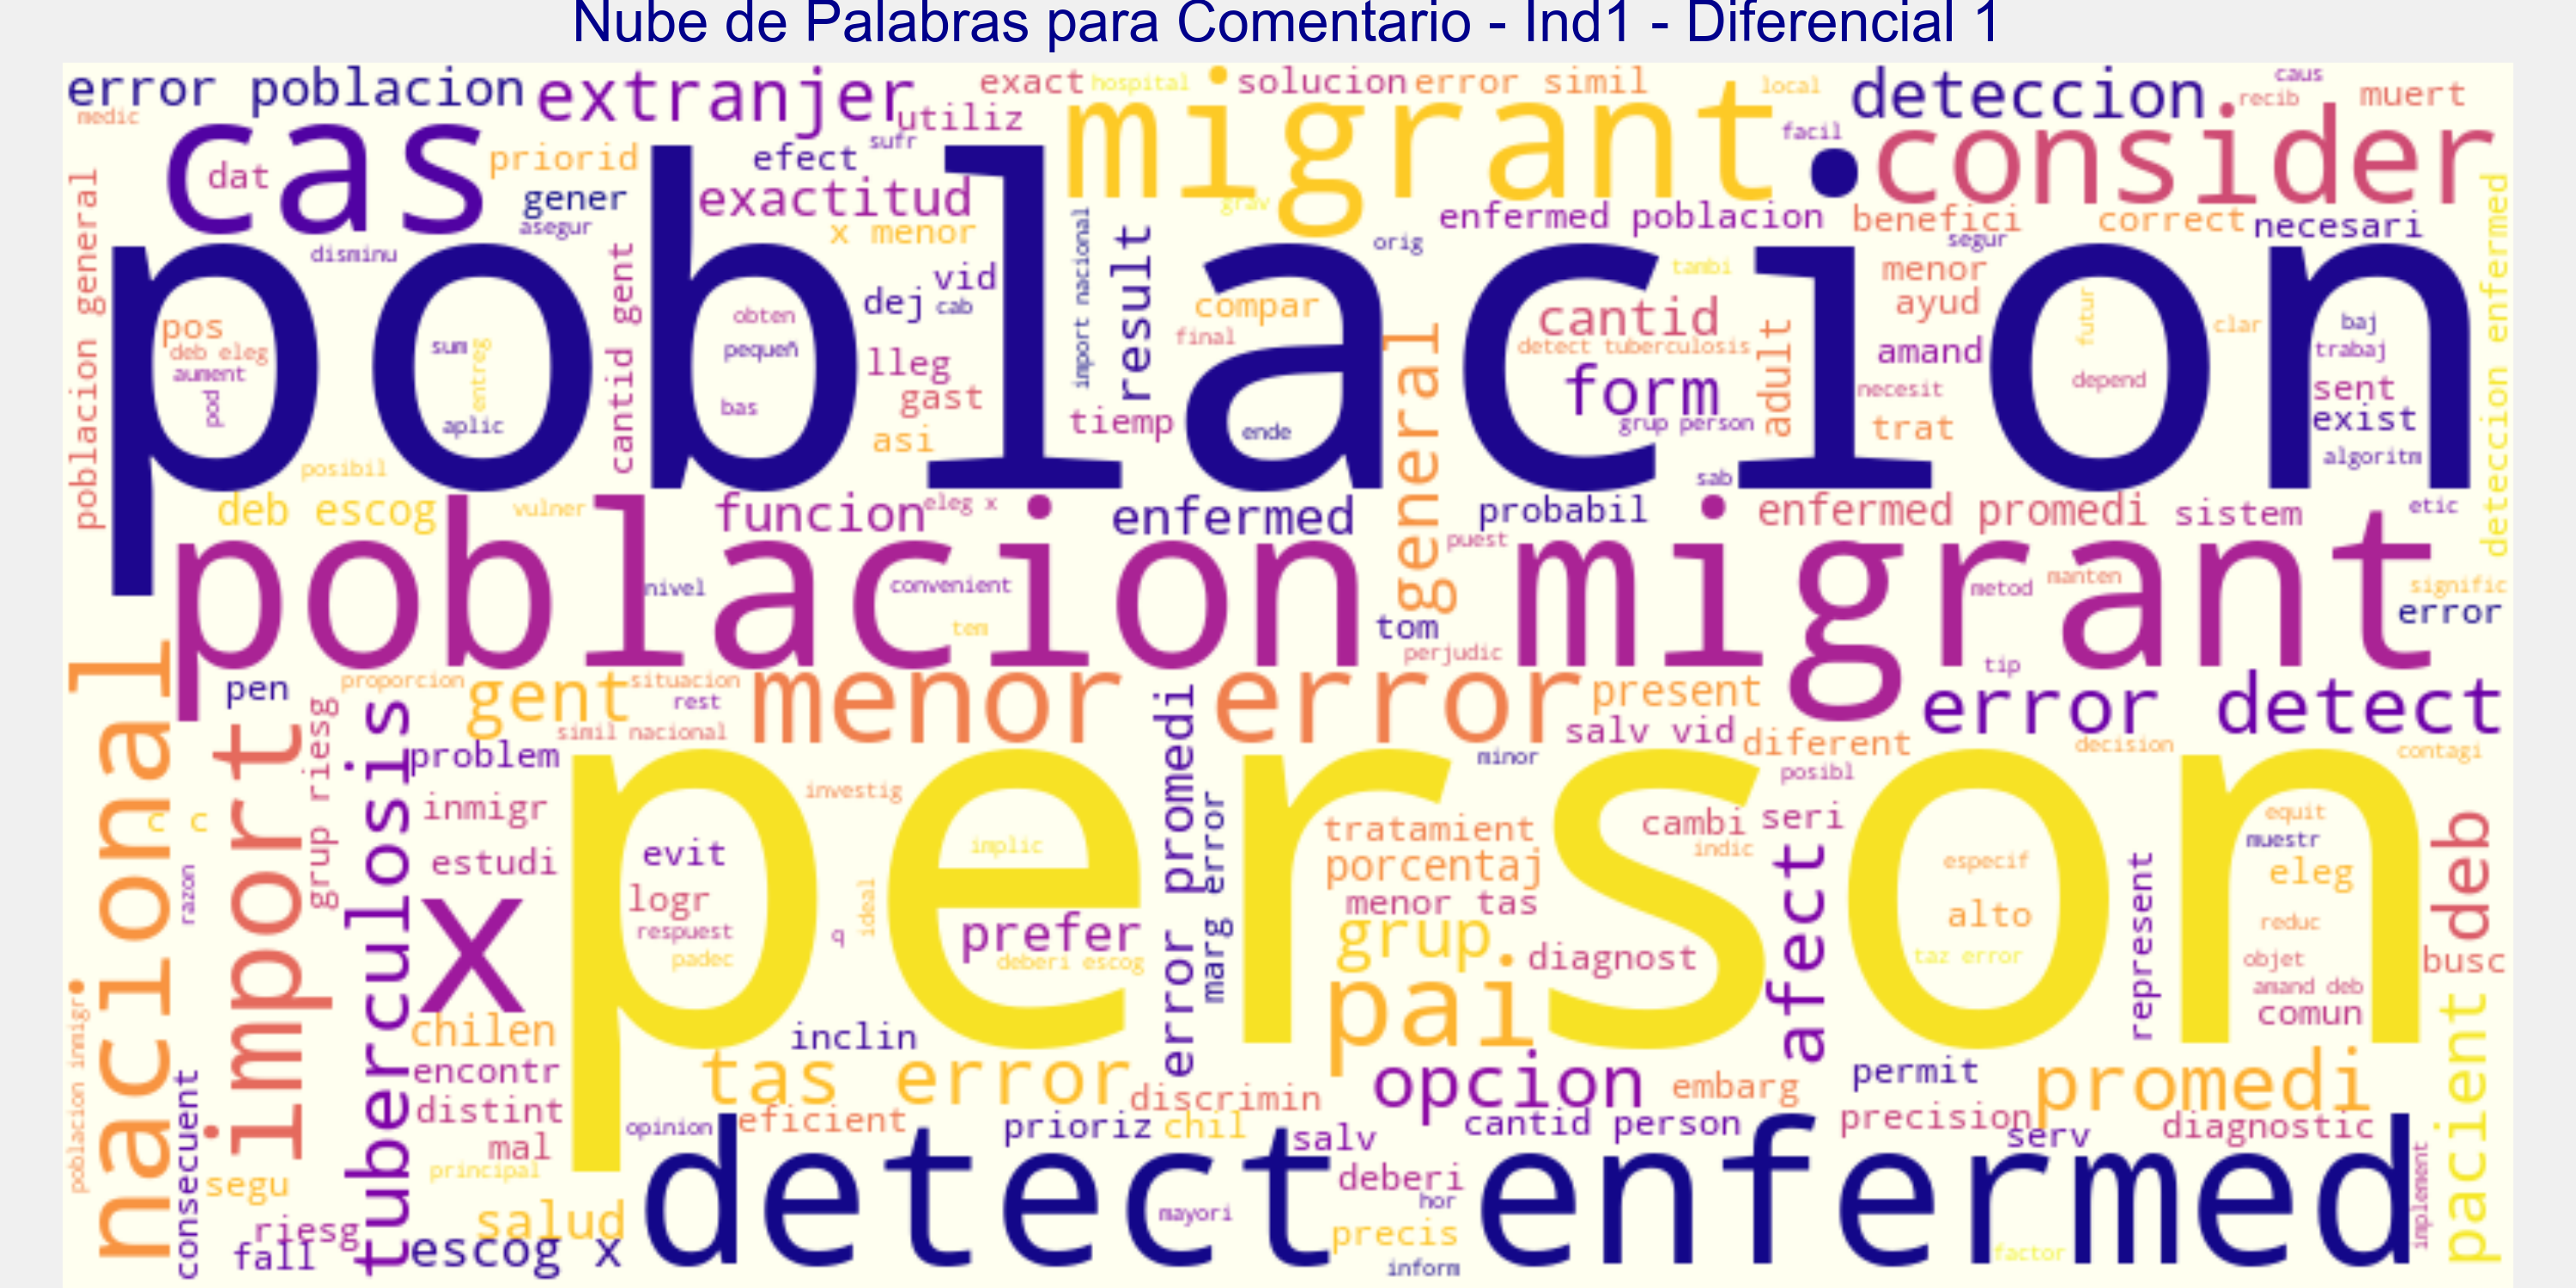 Nube de Palabras para Comentario - Ind1 - Diferencial 1
error poblacion
extranjer
exact
hospital
solucion
error simil
local
deteccion
caus
recib
muert
medic
utiliz
migrant
facil
consider
cas
dat
priorid
gener
asegur
efect
sufr
exactitud
x menor
grav
enfermed poblacion
benefici
correct
necesari
poblacion general
disminu
cantid gent
poblacion
vid
dej
cab
import nacional
result
orig
tambi
segur
menor
ayud
futur
clar
deteccion enfermed
pos
deb eleg
aument
pod
sum
entreg
aplic
obten
pequeñ
bas
lleg
gast
asi
tiemp
compar
final
ende
general
cantid
detect tuberculosis
form
grup person
adult
amand
necesit
trat
depend
baj
trabaj
sent
exist
algoritm
posibil
deb escog
vulner
funcion
eleg x
enfermed
probabil
sab
enfermed promedi
sistem
etic
puest
poblacion migrant
nivel
convenient
tem
tom
perjudic
metod
manten
signific
error
tip
nacional
pen
proporcion
gent
situacion
rest
simil nacional
menor error
present
salv vid
diferent
error detect
decision
contagi
import
grup riesg
tuberculosis
problem
inmigr
estudi
x
c c
razon
person
investig
evit
logr
respuest
padec
q
ideal
implic
prefer
deberi escog
error promedi
marg error
minor
posibl
tratamient
porcentaj
menor tas
grup
pai
cambi
seri
indic
diagnost
afect
especif
alto
taz error
represent
equit
muestr
eleg
reduc
objet
amand deb
comun
deb
busc
poblacion inmigr
consecuent
chilen
encontr
distint
mal
principal
segu
riesg
fall
inclin
tas error
discrimin
opcion
embarg
permit
promedi
pacient
opinion
eficient
prioriz
chil
salv
cantid person
precision
serv
diagnostic
salud
escog x
detect
mayori
deberi
hor
precis
inform
enfermed
factor
implement